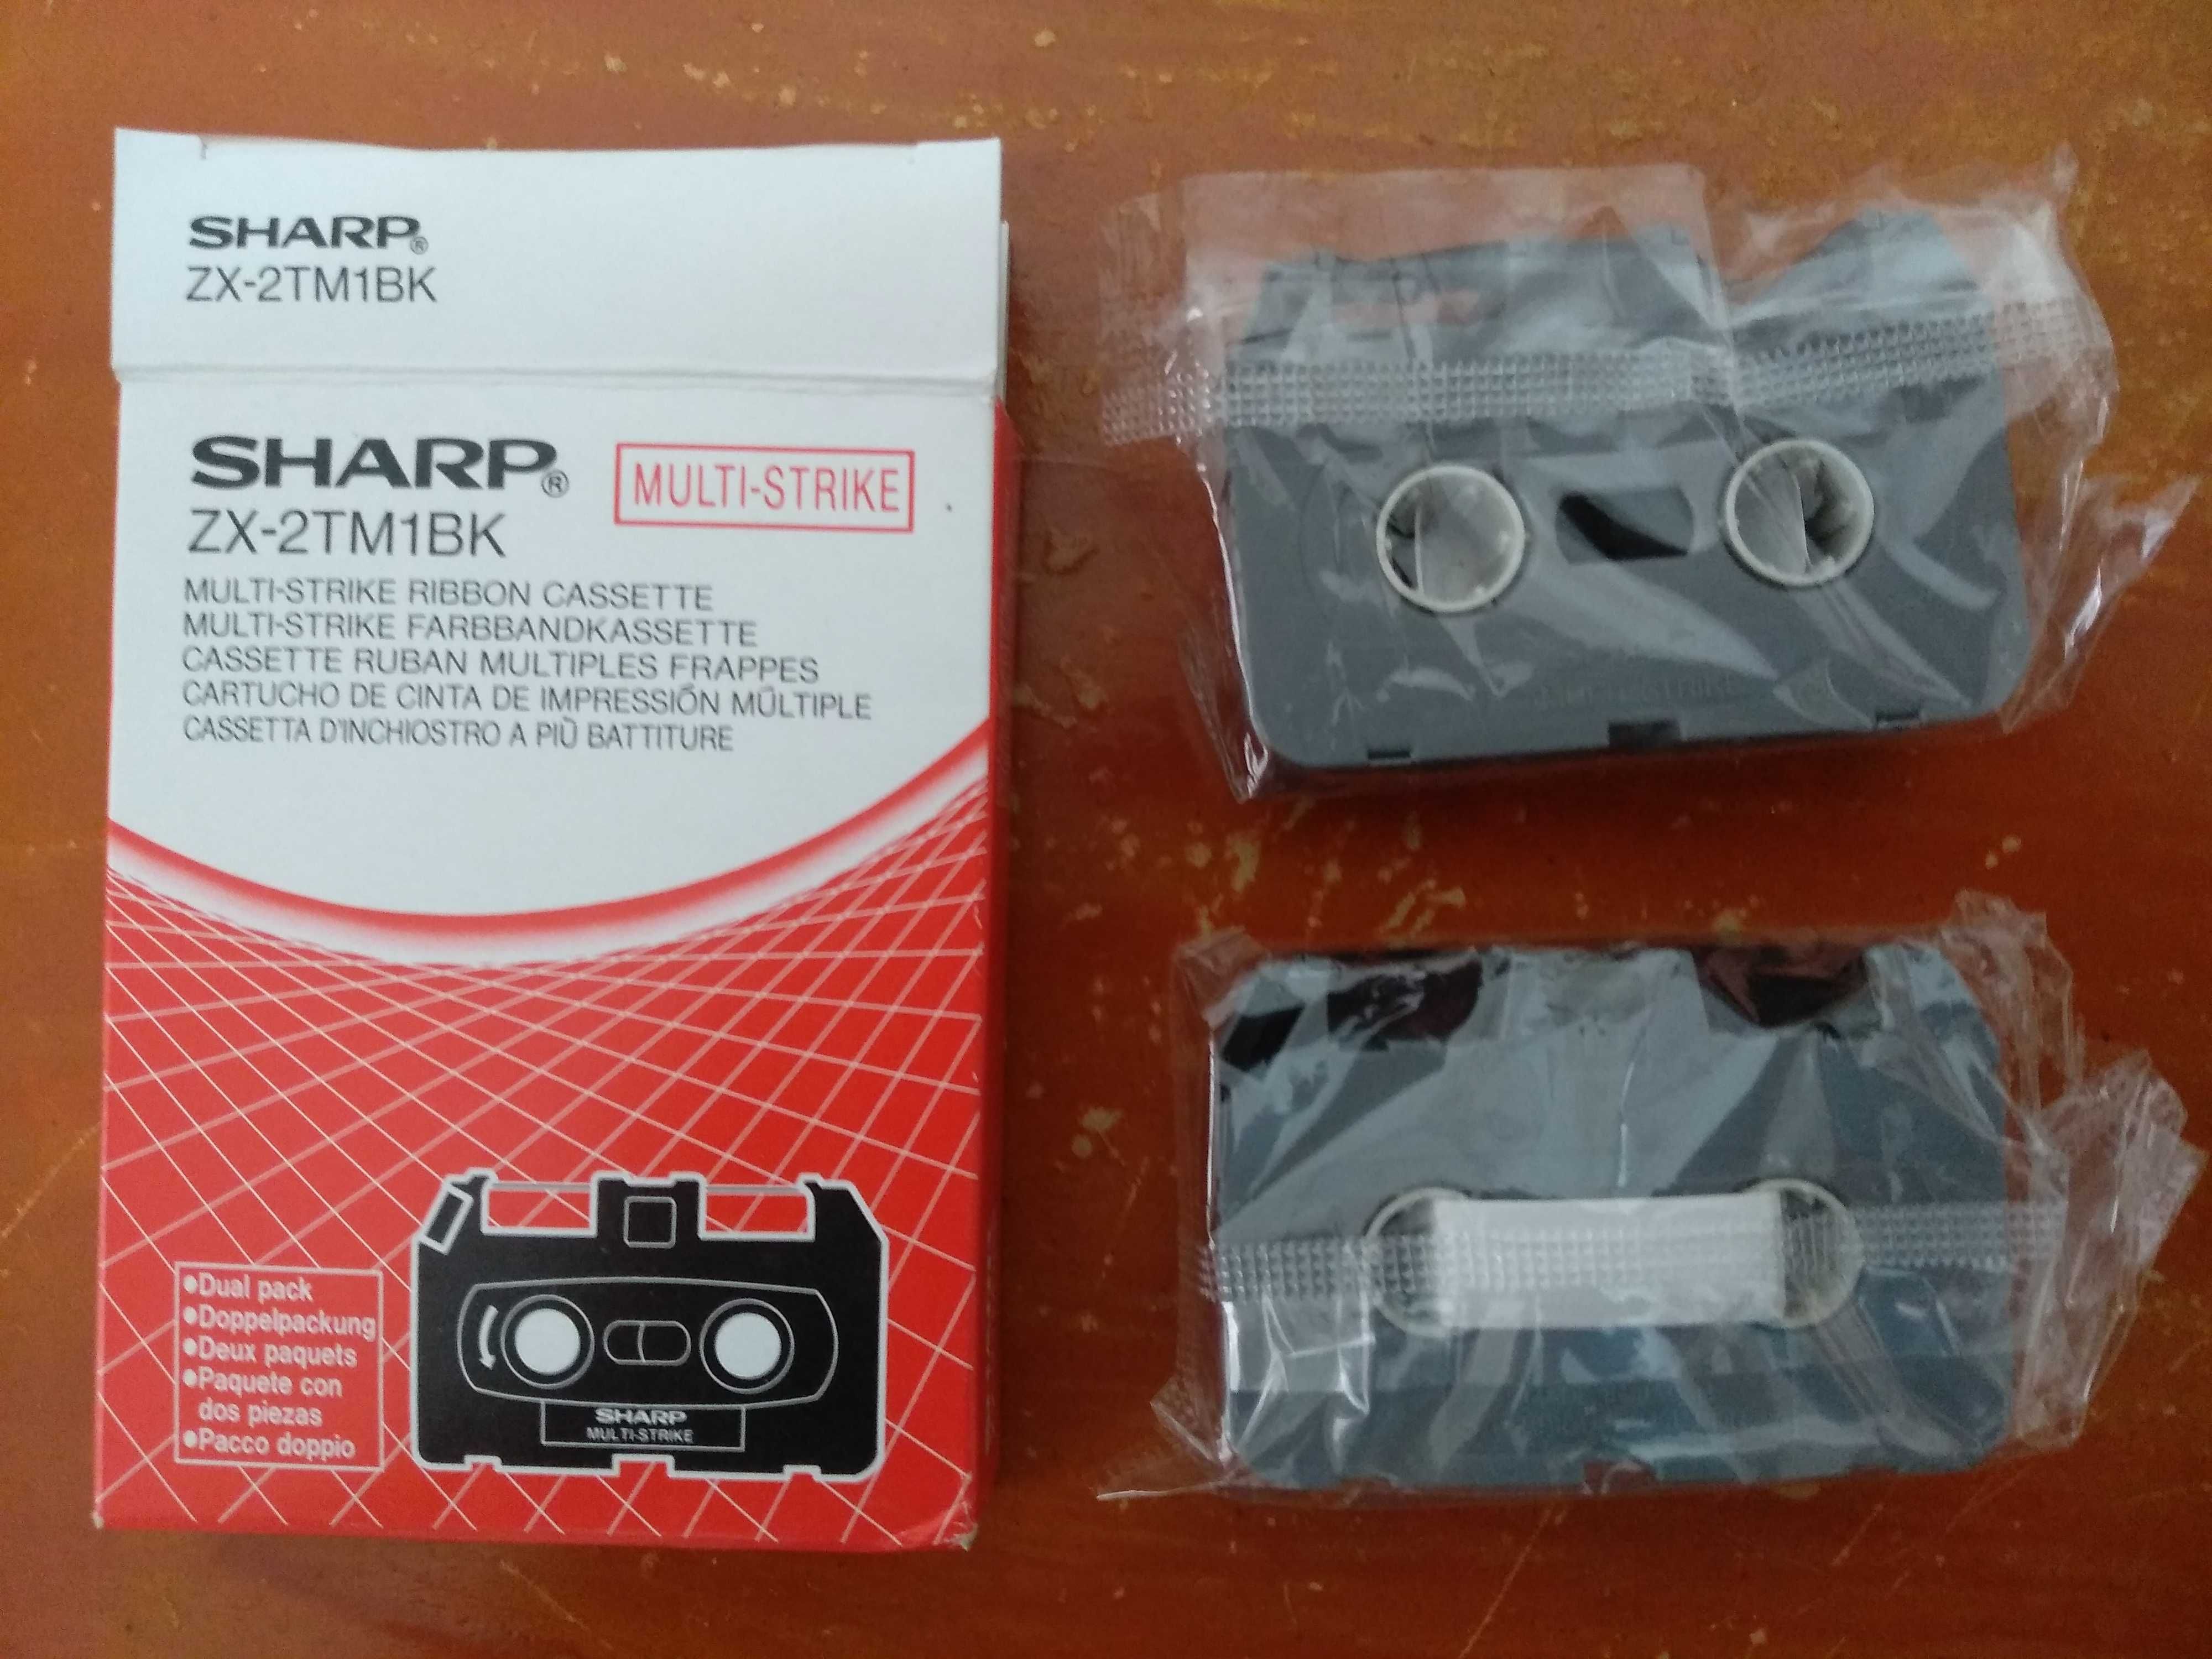 SHARP®
ZX-2TM1BK
SHARP®
MULTI-STRIKE
ZX-2TM1BK
MULTI-STRIKE RIBBON CASSETTE
MULTI-STRIKE FARBBANDKASSETTE
CASSETTE RUBAN MULTIPLES FRAPPES
CARTUCHO DE CINTA DE IMPRESIÓN MÚLTIPLE
CASSETTA D'INCHIOSTRO A PIÙ BATTITURE
●Dual pack
●Doppelpackung
●Deux paquets
●Paquete con
dos piezas
●Pacco doppio
SHARP
MULTI-STRIKE